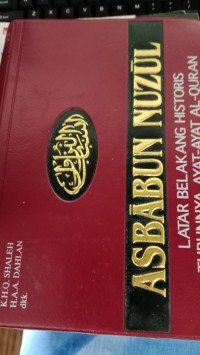 K.H.Q. SHALEH
H.A.A. DAHLAN
dkk.
ASBĀBUN NUZŪL
LATAR BELAKANG HISTORIS
TURUNNYA AYAT-AYAT AL-QURAN